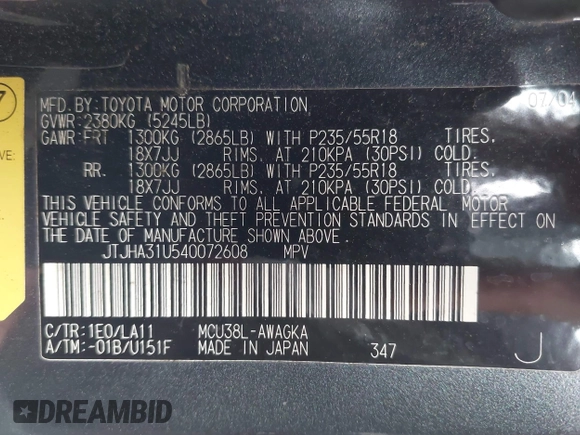 7
VE:
MFD.BY:TOYOTA MOTOR CORPORATION 07/04
GVWR:2380KG (5245LB)
GAWR:FRT 1300KG (2865LB) WITH P235/55R18 TIRES.
18X7JJ RIMS. AT 210KPA (30PSI) COLD.
RR. 1300KG (2865LB) WITH P235/55R18 TIRES.
18X7JJ RIMS. AT 210KPA (30PSI) COLD.
THIS VEHICLE CONFORMS TO ALL APPLICABLE FEDERAL MOTOR
VEHICLE SAFETY AND THEFT PREVENTION STANDARDS IN EFFECT ON
THE DATE OF MANUFACTURE SHOWN ABOVE.
JTJHA31U540072608 MPV
C/TR:1E0/LA11 MCU38L-AWAGKA
A/TM:-01B/U151F MADE IN JAPAN 347 J
DREAMBID